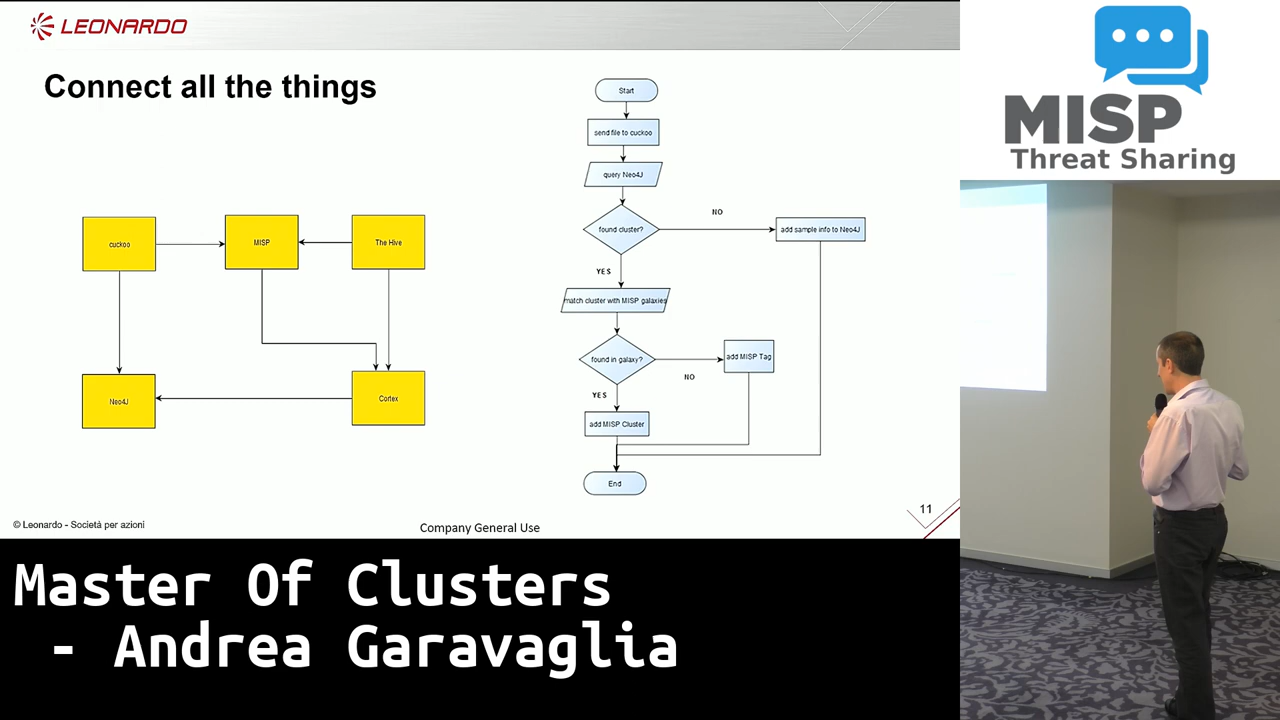 LEONARDO
Connect all the things
cuckoo
MISP
The Hive
Neo4J
Cortex
Start
send file to cuckoo
query Neo4J
found cluster?
NO
add sample info to Neo4J
YES
match cluster with MISP galaxies
found in galaxy?
NO
add MISP Tag
YES
add MISP Cluster
End
© Leonardo - Società per azioni
Company General Use
11
MISP
Threat Sharing
Master Of Clusters
- Andrea Garavaglia